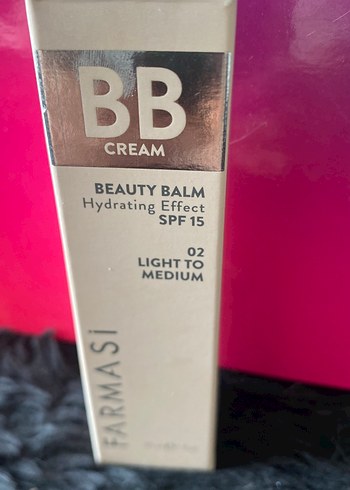 BB
CREAM
BEAUTY BALM
Hydrating Effect
SPF 15
02
LIGHT TO
MEDIUM
FARMASi